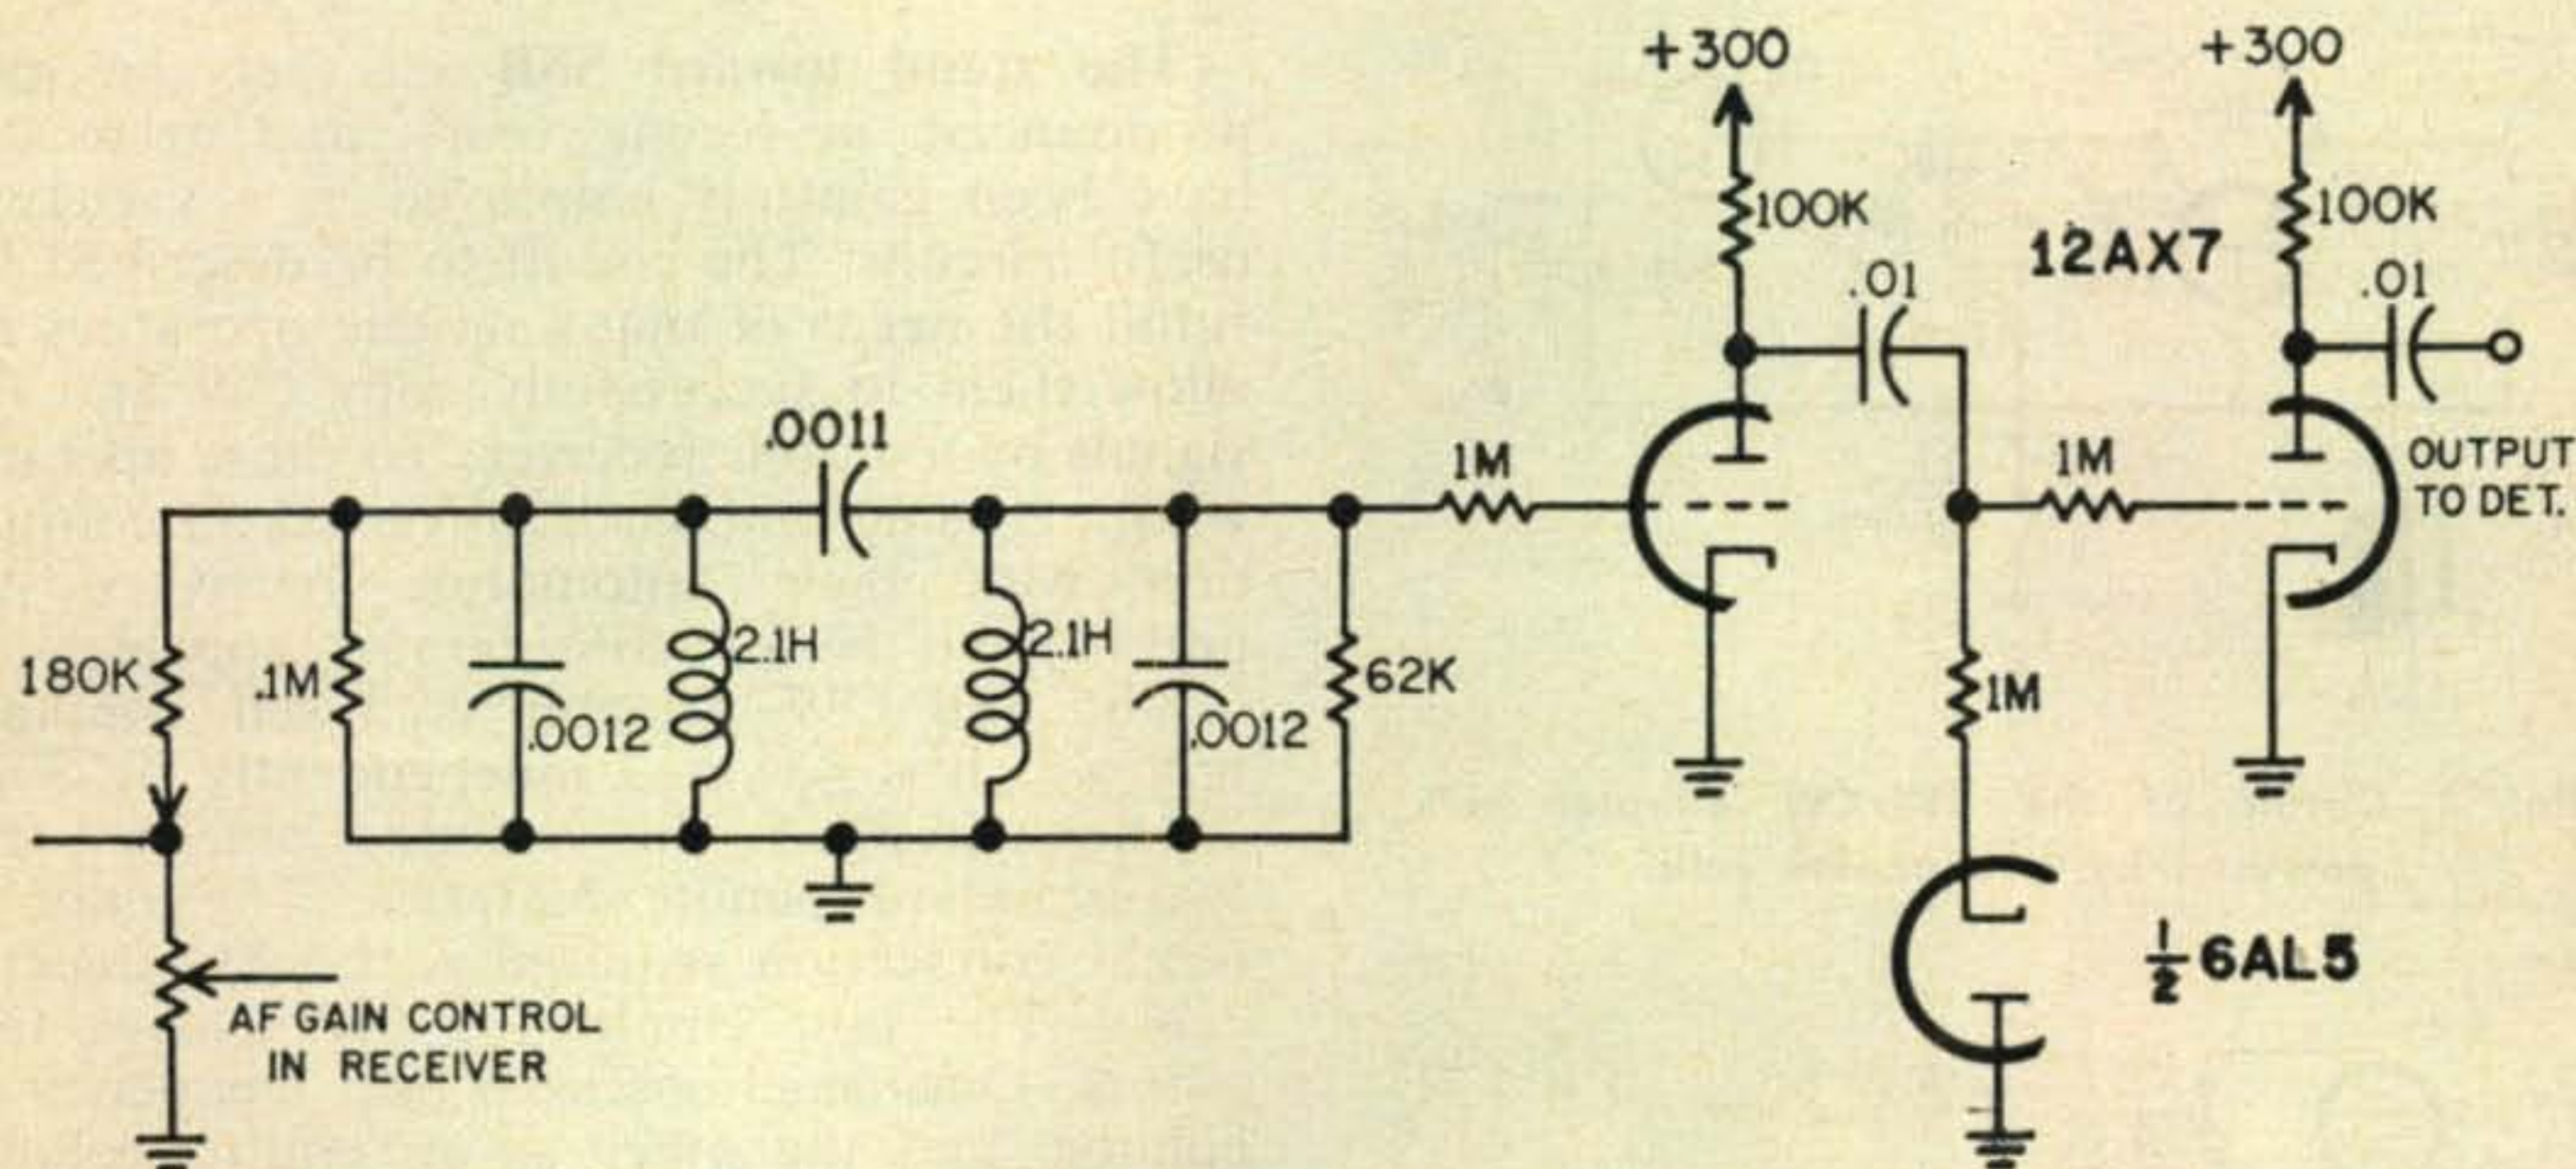 +300
+300
100K
12AX7
100K
.01
.01
.0011
1M
1M
OUTPUT
TO DET.
180K
.1M
.0012
2.1H
2.1H
.0012
62K
1M
AF GAIN CONTROL
IN RECEIVER
1/2 6AL5